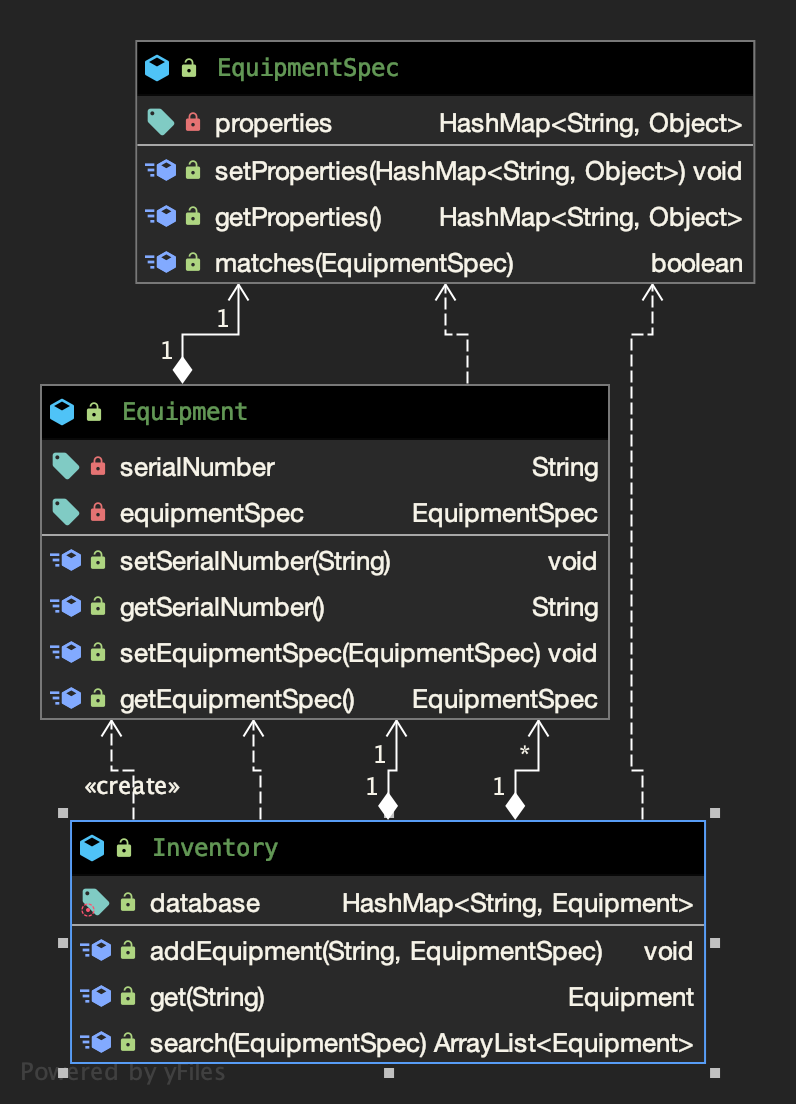 EquipmentSpec
properties HashMap<String, Object>
setProperties(HashMap<String, Object>) void
getProperties() HashMap<String, Object>
matches(EquipmentSpec) boolean
1
1
Equipment
serialNumber String
equipmentSpec EquipmentSpec
setSerialNumber(String) void
getSerialNumber() String
setEquipmentSpec(EquipmentSpec) void
getEquipmentSpec() EquipmentSpec
1 *
«create» 1 1
Inventory
database HashMap<String, Equipment>
addEquipment(String, EquipmentSpec) void
get(String) Equipment
search(EquipmentSpec) ArrayList<Equipment>
Powered by yFiles